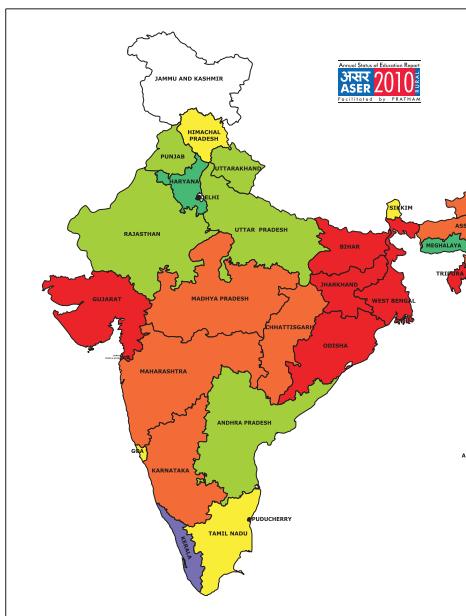 Annual Status of Education Report
असर
ASER
2010
RURAL
Facilitated by PRATHAM
JAMMU AND KASHMIR
HIMACHAL
PRADESH
PUNJAB
UTTARAKHAND
HARYANA
DELHI
SIKKIM
RAJASTHAN
UTTAR PRADESH
ASS
BIHAR
MEGHALAYA
TRIPURA
JHARKHAND
GUJARAT
MADHYA PRADESH
WEST BENGAL
CHHATTISGARH
ODISHA
MAHARASHTRA
ANDHRA PRADESH
GOA
A
KARNATAKA
PUDUCHERRY
TAMIL NADU
KERALA